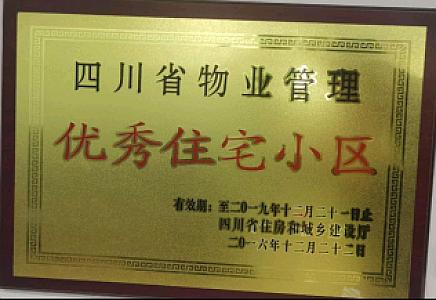 四川省物业管理
优秀住宅小区
有效期：至二〇一九年十二月二十一日止
四川省住房和城乡建设厅
二〇一六年十二月二十二日